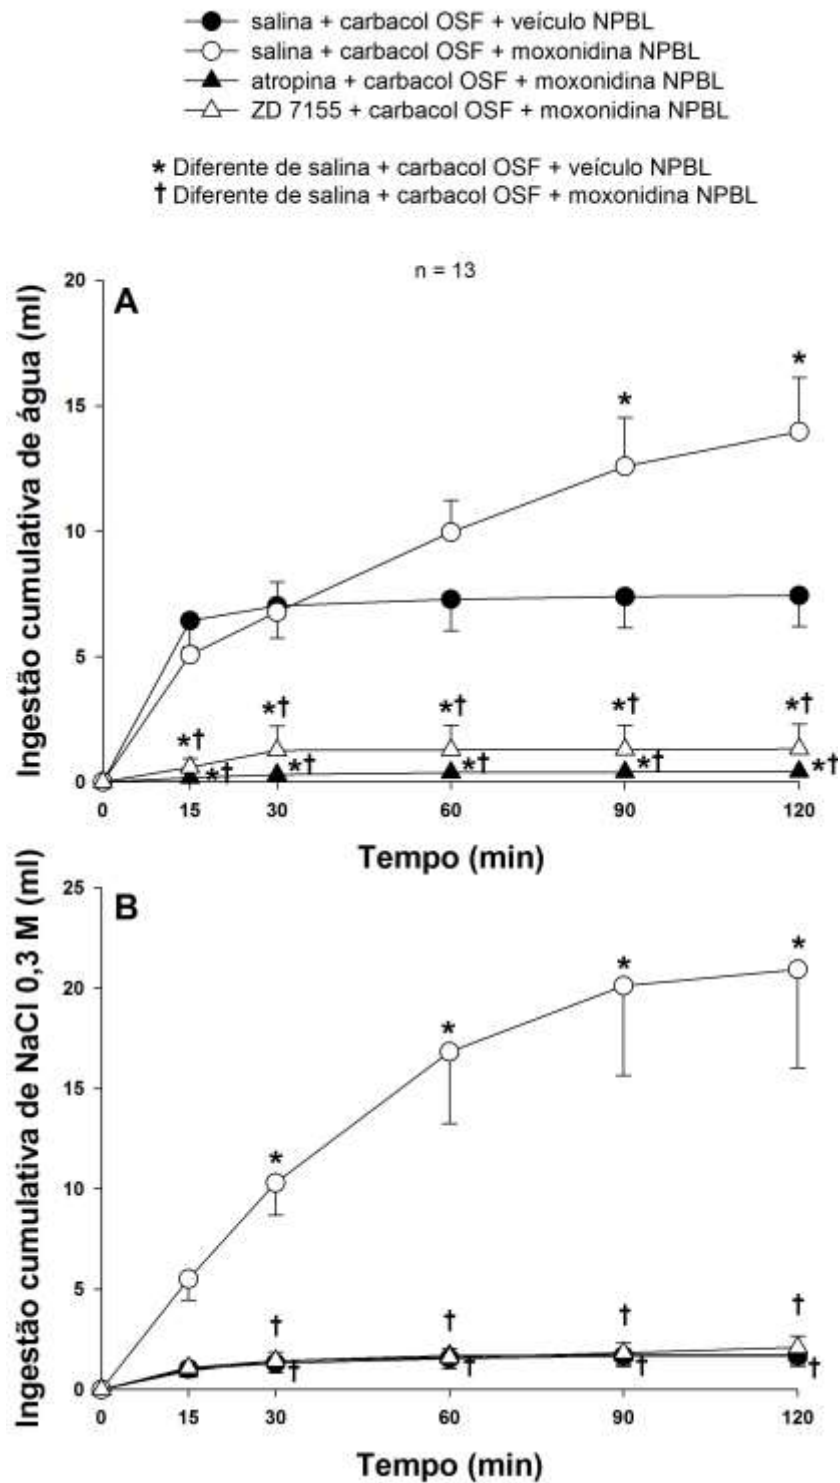 salina + carbacol OSF + veículo NPBL
salina + carbacol OSF + moxonidina NPBL
atropina + carbacol OSF + moxonidina NPBL
ZD 7155 + carbacol OSF + moxonidina NPBL
* Diferente de salina + carbacol OSF + veículo NPBL
† Diferente de salina + carbacol OSF + moxonidina NPBL
n = 13
A
Ingestão cumulativa de água (ml)
20
15
10
5
0
* *
*† *† *† *† *†
*† *† *† *† *†
0 15 30 60 90 120
Tempo (min)
B
Ingestão cumulativa de NaCl 0,3 M (ml)
25
20
15
10
5
0
* * * *
† † † †
† † † †
0 15 30 60 90 120
Tempo (min)